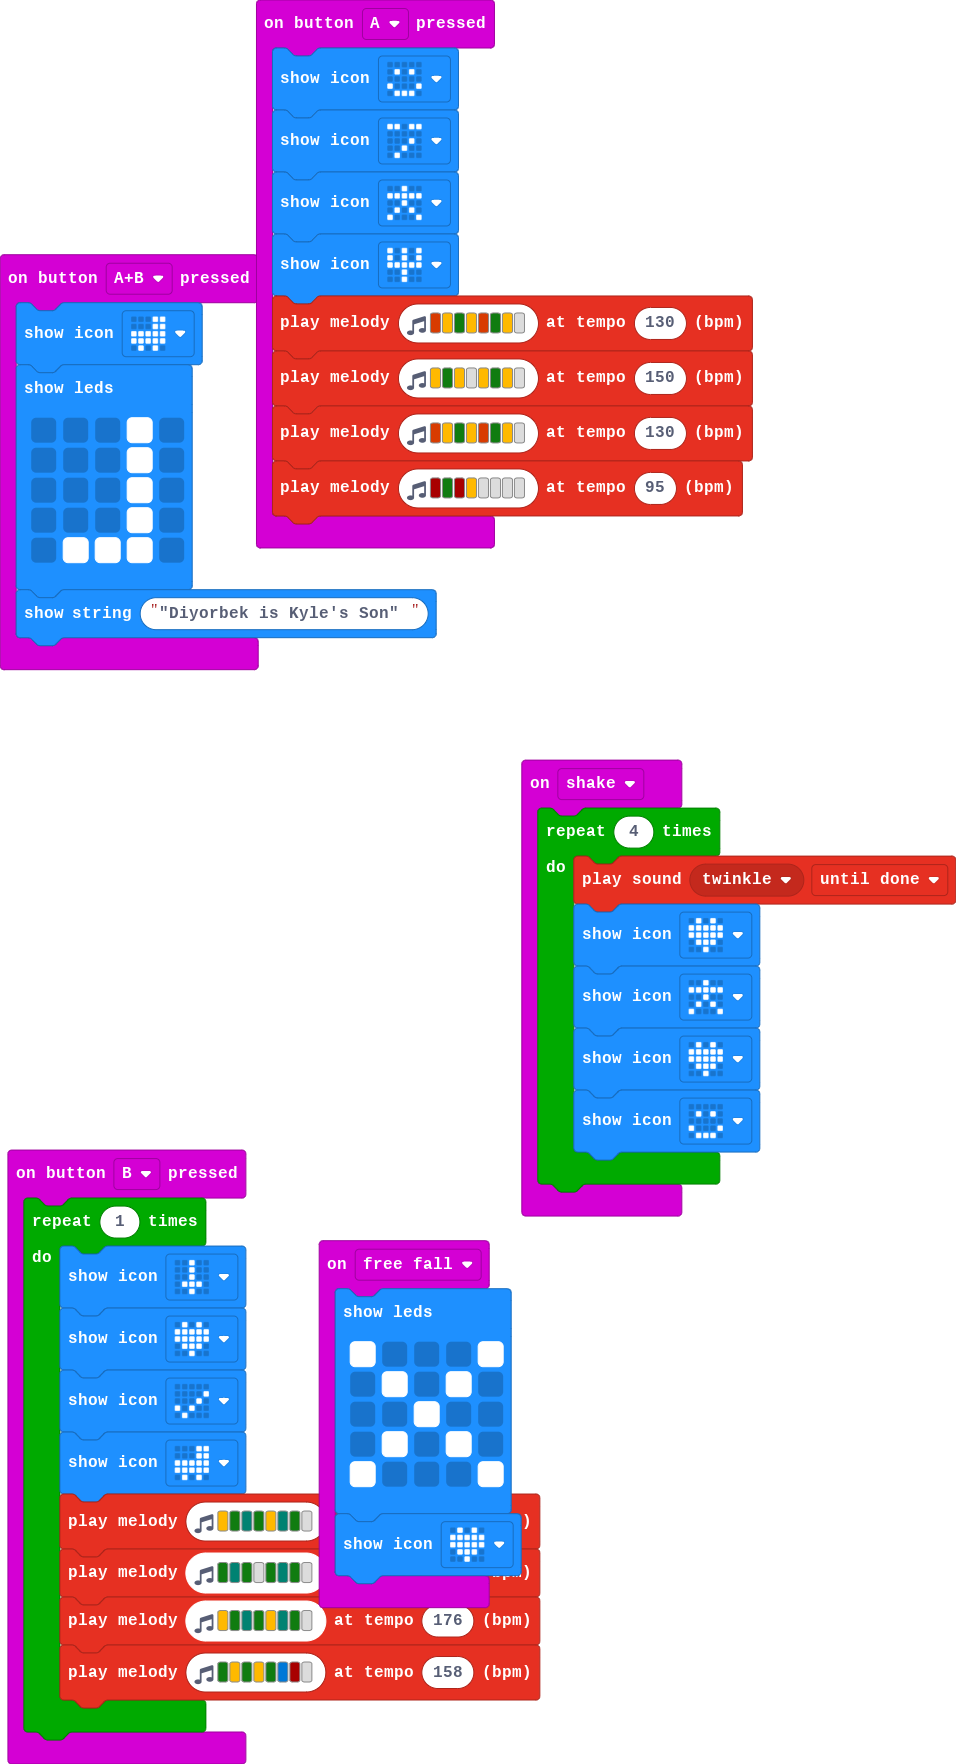 on button A pressed
show icon
show icon
show icon
show icon
play melody at tempo 130 (bpm)
play melody at tempo 150 (bpm)
play melody at tempo 130 (bpm)
play melody at tempo 95 (bpm)
on button A+B pressed
show icon
show leds
show string ""Diyorbek is Kyle's Son" "
on shake
repeat 4 times
do
play sound twinkle until done
show icon
show icon
show icon
show icon
on button B pressed
repeat 1 times
do
show icon
show icon
show icon
show icon
play melody
play melody
play melody at tempo 176 (bpm)
play melody at tempo 158 (bpm)
on free fall
show leds
show icon